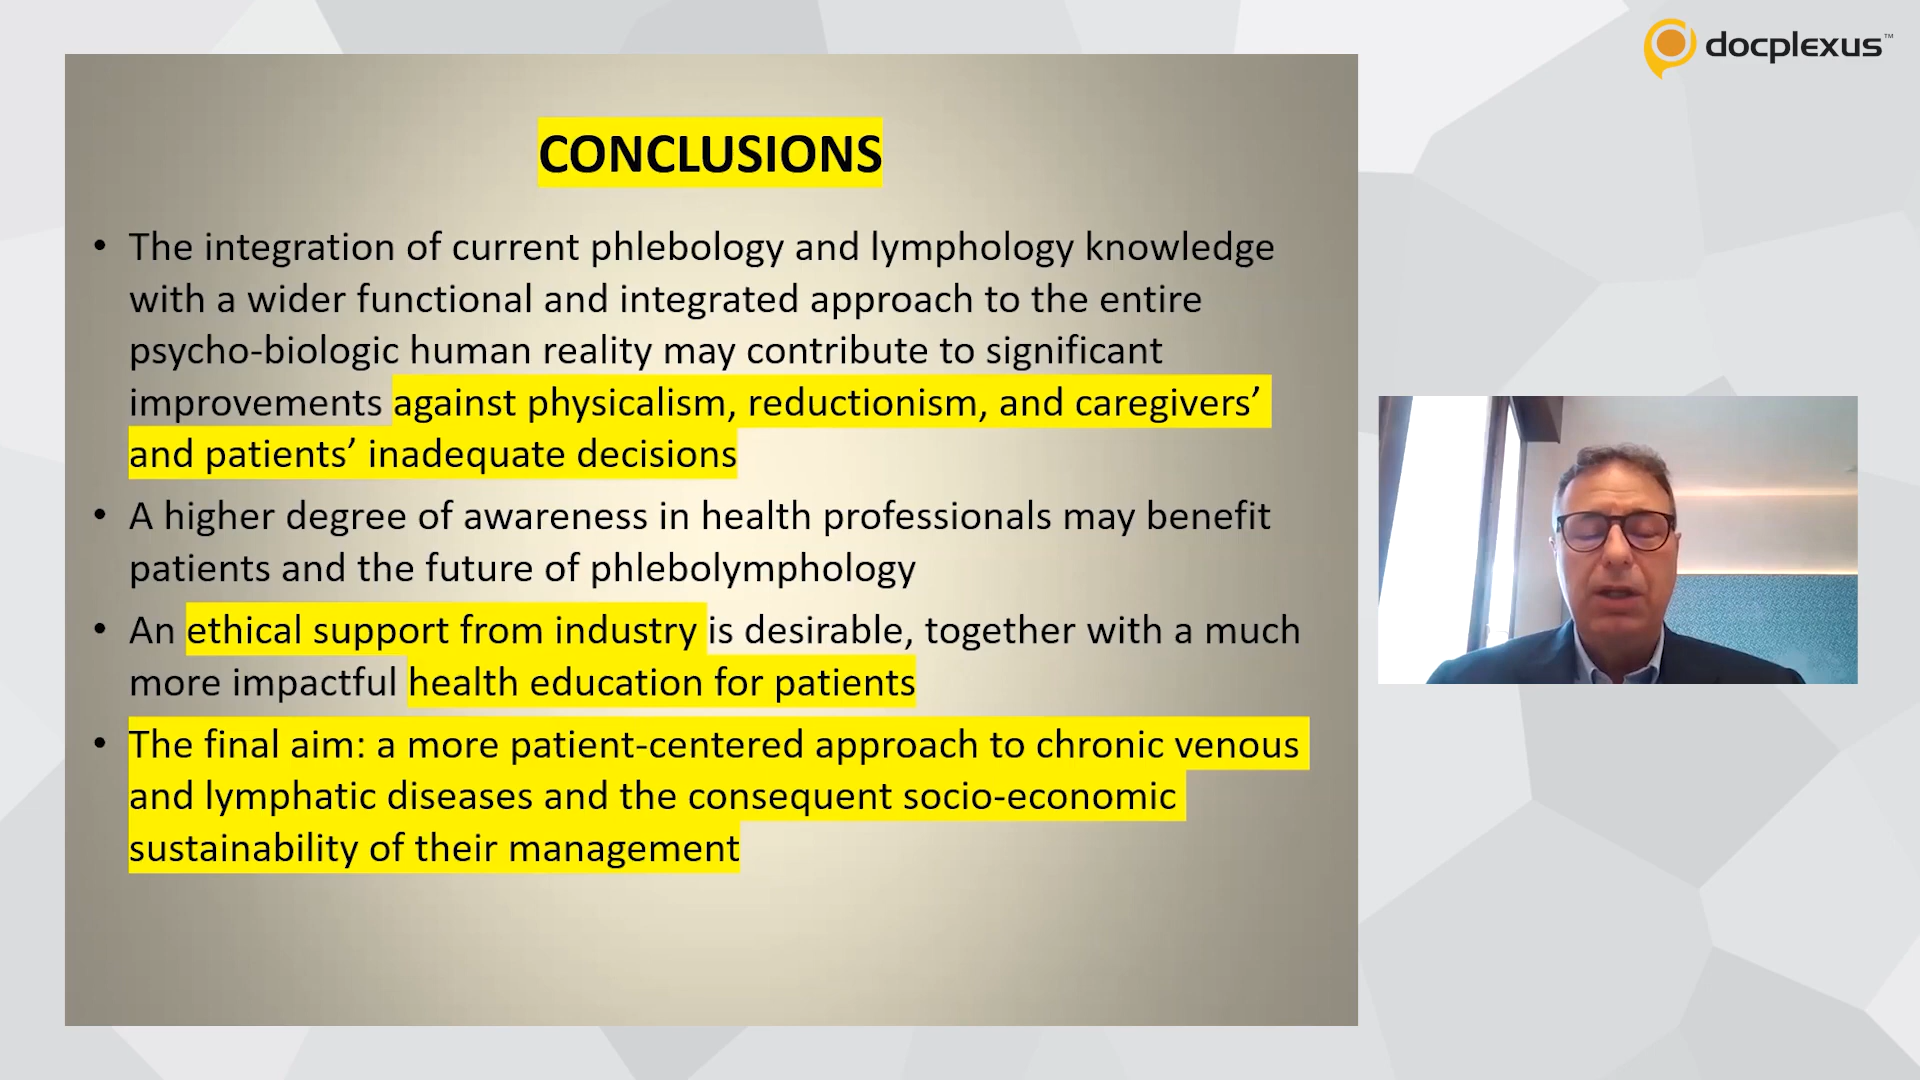 docplexus™
CONCLUSIONS
• The integration of current phlebology and lymphology knowledge
with a wider functional and integrated approach to the entire
psycho-biologic human reality may contribute to significant
improvements against physicalism, reductionism, and caregivers’
and patients’ inadequate decisions
• A higher degree of awareness in health professionals may benefit
patients and the future of phlebolymphology
• An ethical support from industry is desirable, together with a much
more impactful health education for patients
• The final aim: a more patient-centered approach to chronic venous
and lymphatic diseases and the consequent socio-economic
sustainability of their management